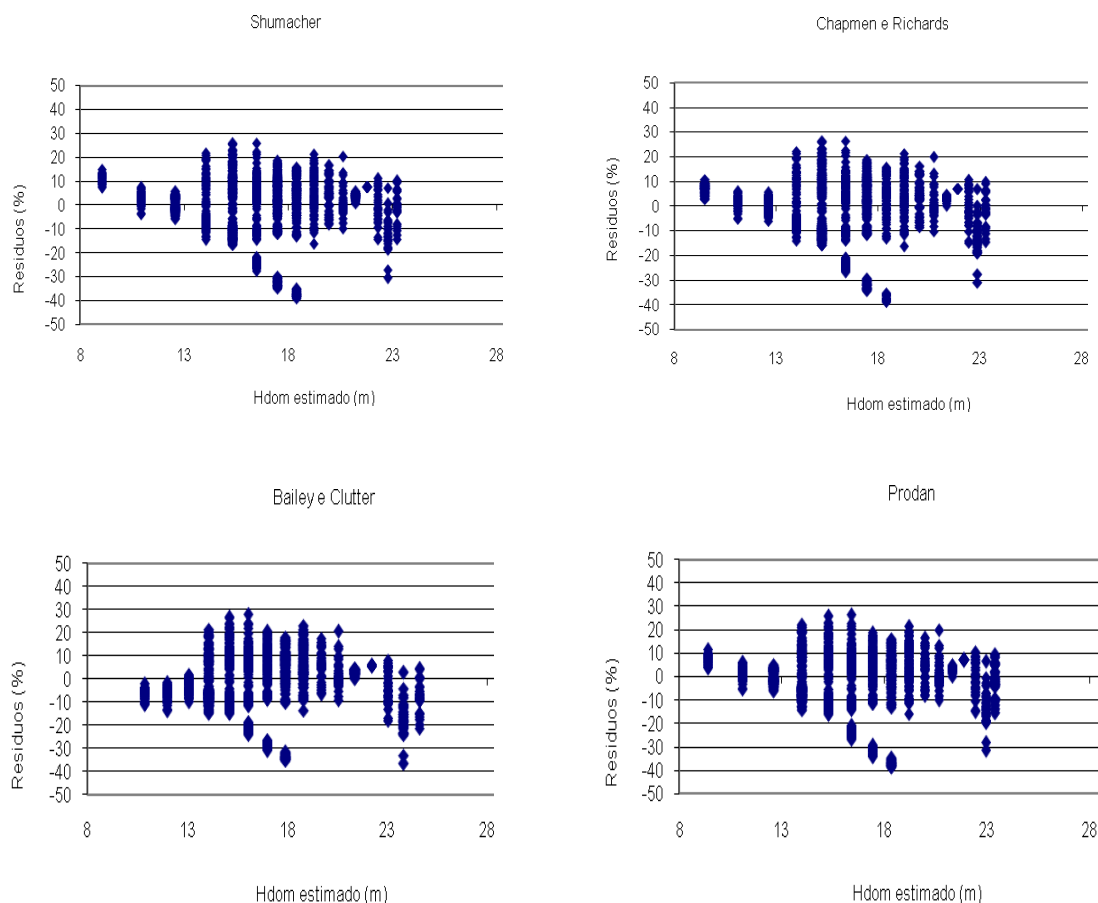 Shumacher
50
40
30
20
10
0
-10
-20
-30
-40
-50
Residuos (%)
8 13 18 23 28
Hdom estimado (m)
Chapmen e Richards
50
40
30
20
10
0
-10
-20
-30
-40
-50
Residuos (%)
8 13 18 23 28
Hdom estimado (m)
Bailey e Clutter
50
40
30
20
10
0
-10
-20
-30
-40
-50
Residuos (%)
8 13 18 23 28
Hdom estimado (m)
Prodan
50
40
30
20
10
0
-10
-20
-30
-40
-50
Residuos (%)
8 13 18 23 28
Hdom estimado (m)